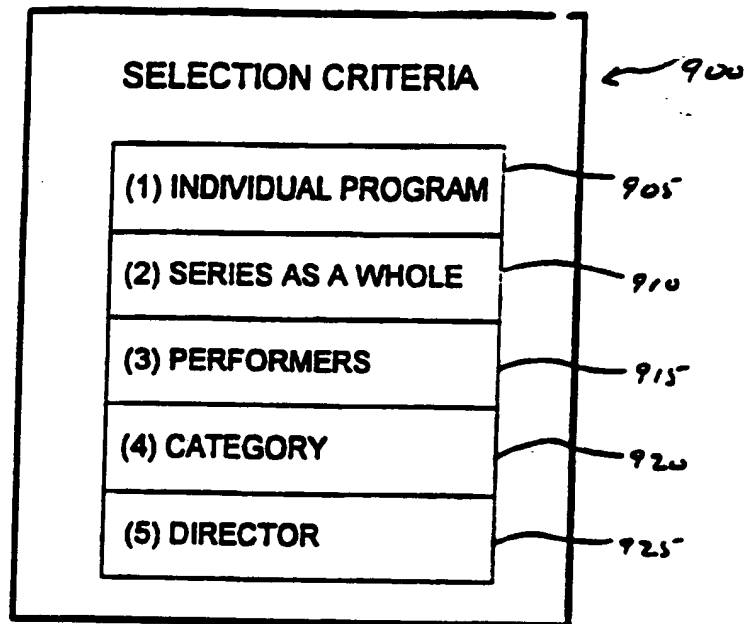 SELECTION CRITERIA
900
(1) INDIVIDUAL PROGRAM
905
(2) SERIES AS A WHOLE
910
(3) PERFORMERS
915
(4) CATEGORY
920
(5) DIRECTOR
925